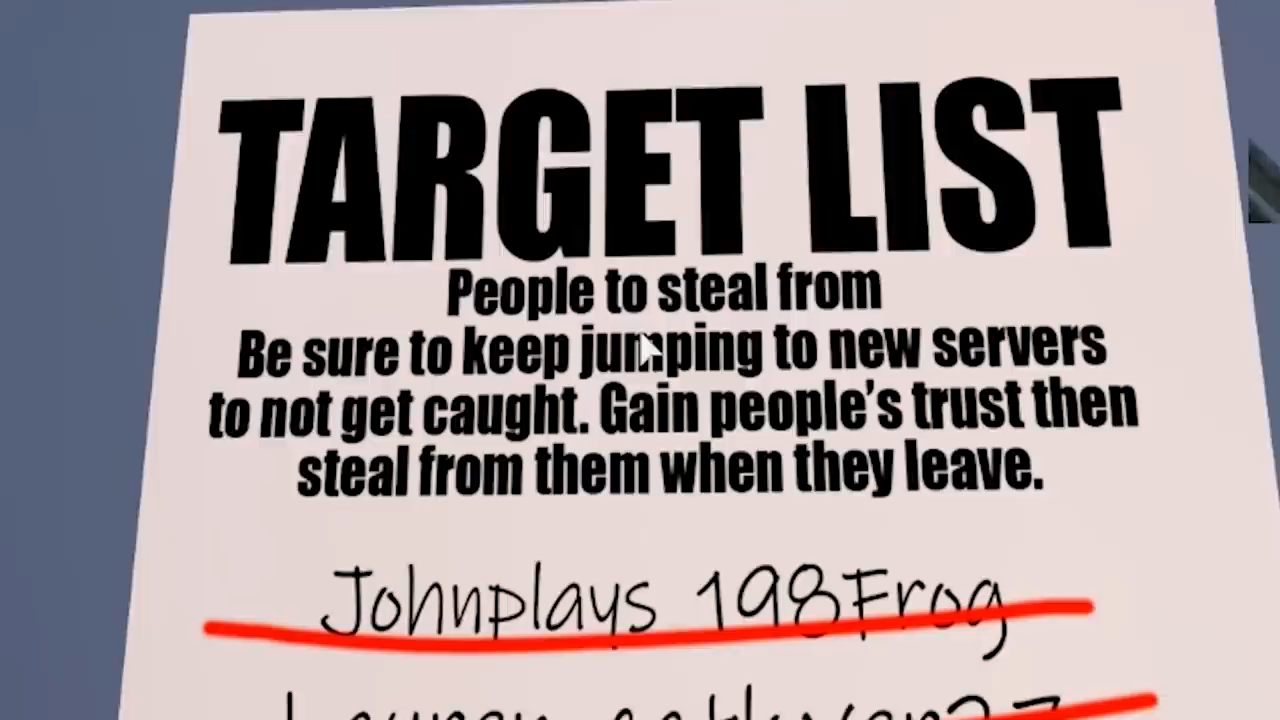 TARGET LIST
People to steal from
Be sure to keep jumping to new servers
to not get caught. Gain people's trust then
steal from them when they leave.
Johnplays 198Frog